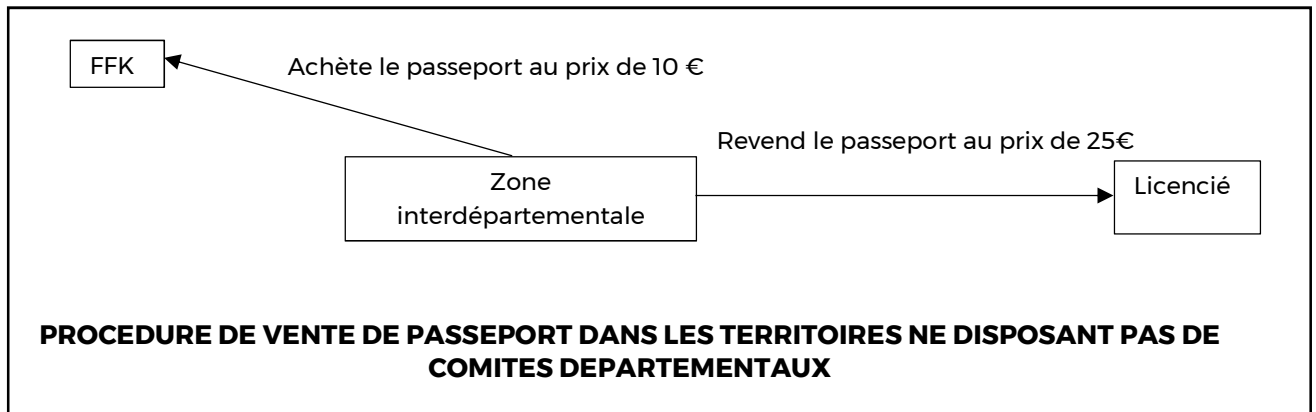 FFK
Achète le passeport au prix de 10 €
Revend le passeport au prix de 25€
Zone
interdépartementale
Licencié
PROCEDURE DE VENTE DE PASSEPORT DANS LES TERRITOIRES NE DISPOSANT PAS DE
COMITES DEPARTEMENTAUX